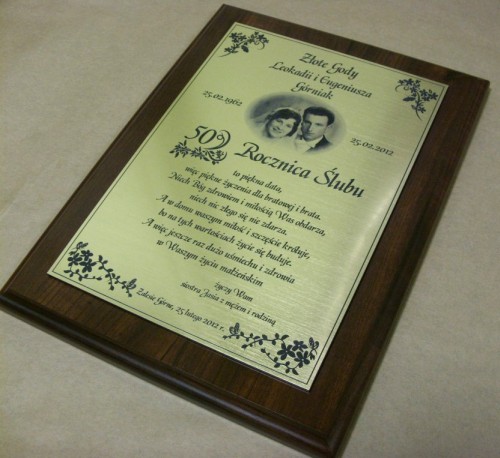 Złote Gody
Leokadii i Eugeniusza
Górniak
25.02.1962
25.02.2012
50 Rocznica Ślubu
to piękna data,
więc piękne życzenia dla bratowej i brata.
Niech Bóg zdrowiem i miłością Was obdarza,
niech nic złego się nie zdarza.
A w domu waszym miłość i szczęście króluje,
bo na tych wartościach życie się buduje.
A więc jeszcze raz dużo uśmiechu i zdrowia
w Waszym życiu małżeńskim
życzy Wam
siostra Jasia z mężem i rodziną
Zdasie Górne, 25 lutego 2012 r.